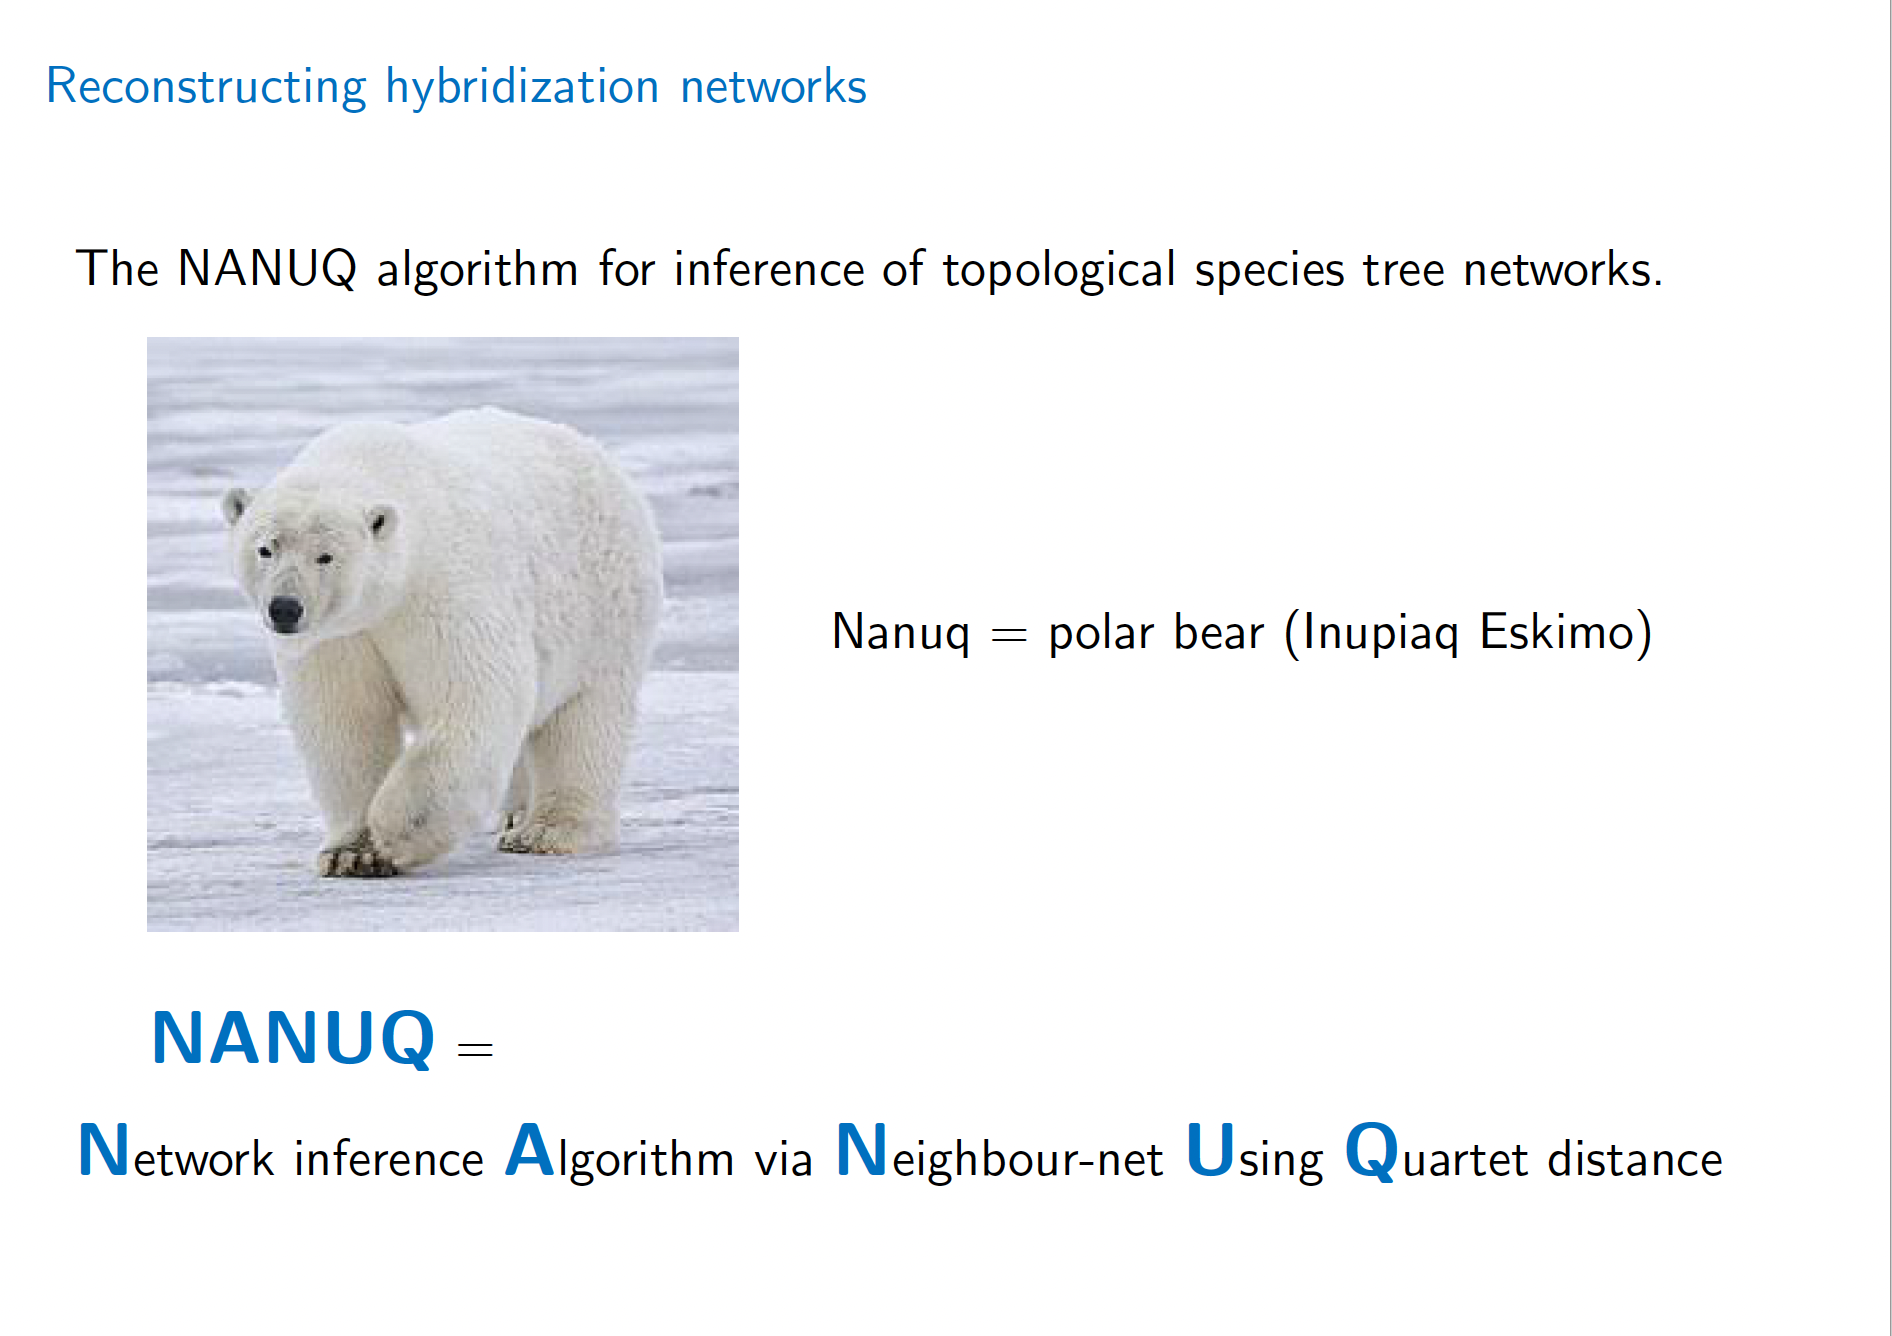 Reconstructing hybridization networks
The NANUQ algorithm for inference of topological species tree networks.
Nanuq = polar bear (Inupiaq Eskimo)
NANUQ =
Network inference Algorithm via Neighbour-net Using Quartet distance